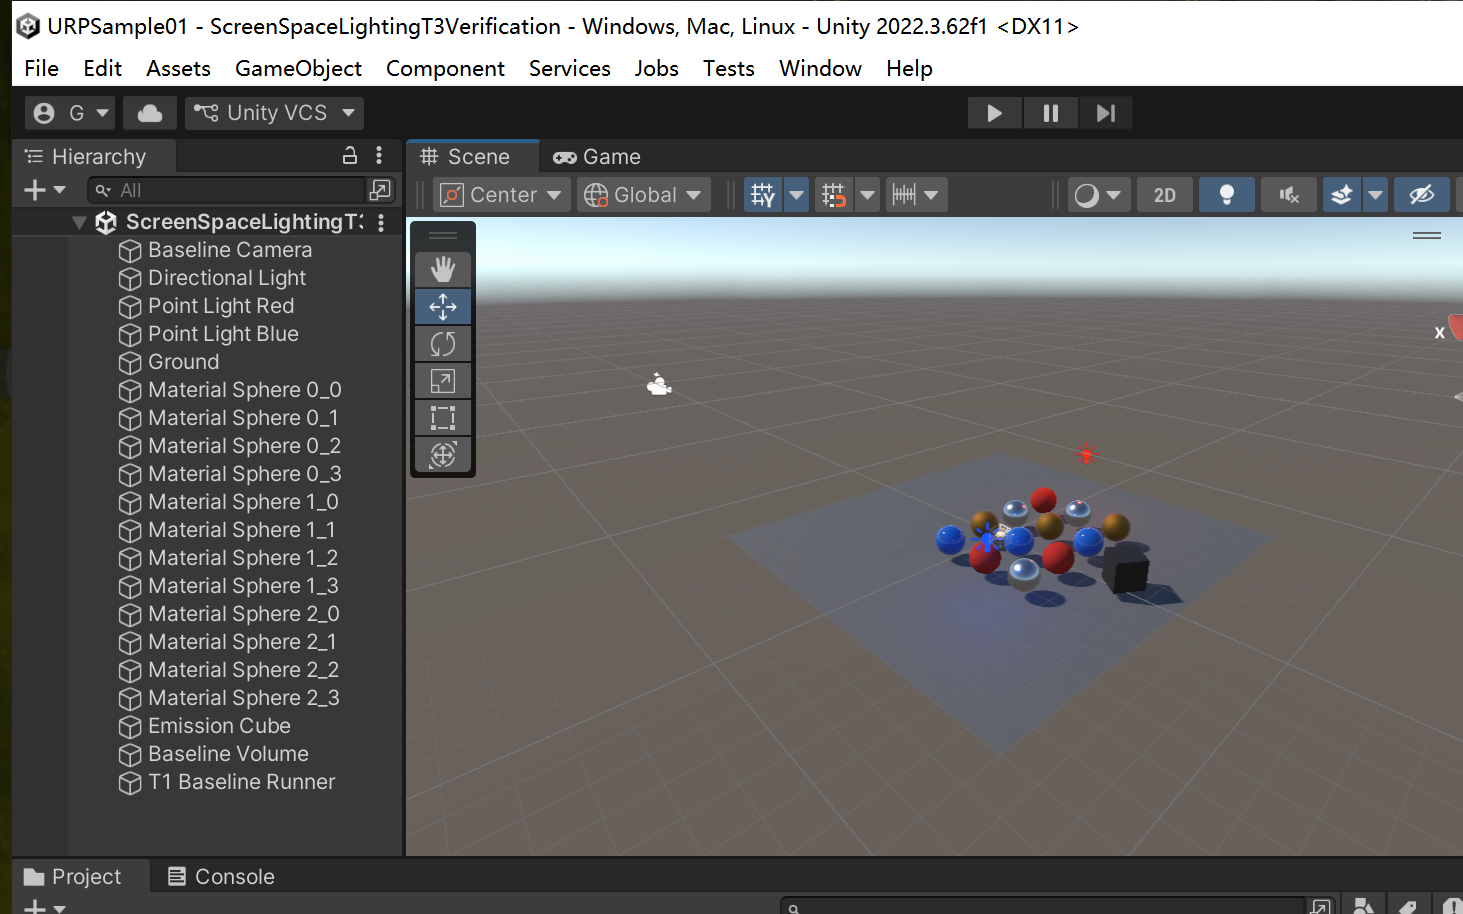 URPSample01 - ScreenSpaceLightingT3Verification - Windows, Mac, Linux - Unity 2022.3.62f1 <DX11>
File Edit Assets GameObject Component Services Jobs Tests Window Help
G Unity VCS
Hierarchy
All
ScreenSpaceLightingT
Baseline Camera
Directional Light
Point Light Red
Point Light Blue
Ground
Material Sphere 0_0
Material Sphere 0_1
Material Sphere 0_2
Material Sphere 0_3
Material Sphere 1_0
Material Sphere 1_1
Material Sphere 1_2
Material Sphere 1_3
Material Sphere 2_0
Material Sphere 2_1
Material Sphere 2_2
Material Sphere 2_3
Emission Cube
Baseline Volume
T1 Baseline Runner
Scene Game
Center Global Y 2D
x
Project Console